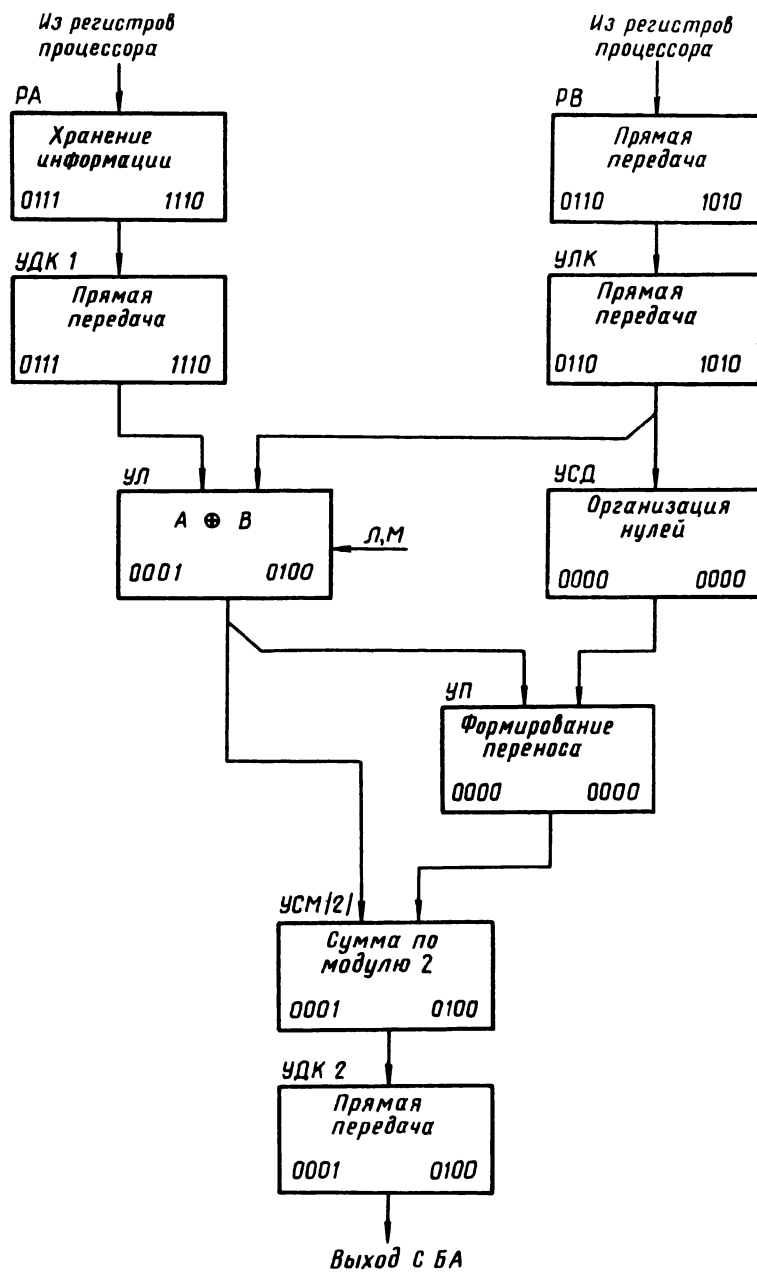 Из регистров
процессора
Из регистров
процессора
РА
Хранение
информации
0111 1110
РВ
Прямая
передача
0110 1010
УДК 1
Прямая
передача
0111 1110
УЛК
Прямая
передача
0110 1010
УЛ
А ⊕ В
0001 0100
Л,М
УСД
Организация
нулей
0000 0000
УП
Формирование
переноса
0000 0000
УСМ/2/
Сумма по
модулю 2
0001 0100
УДК 2
Прямая
передача
0001 0100
Выход С БА